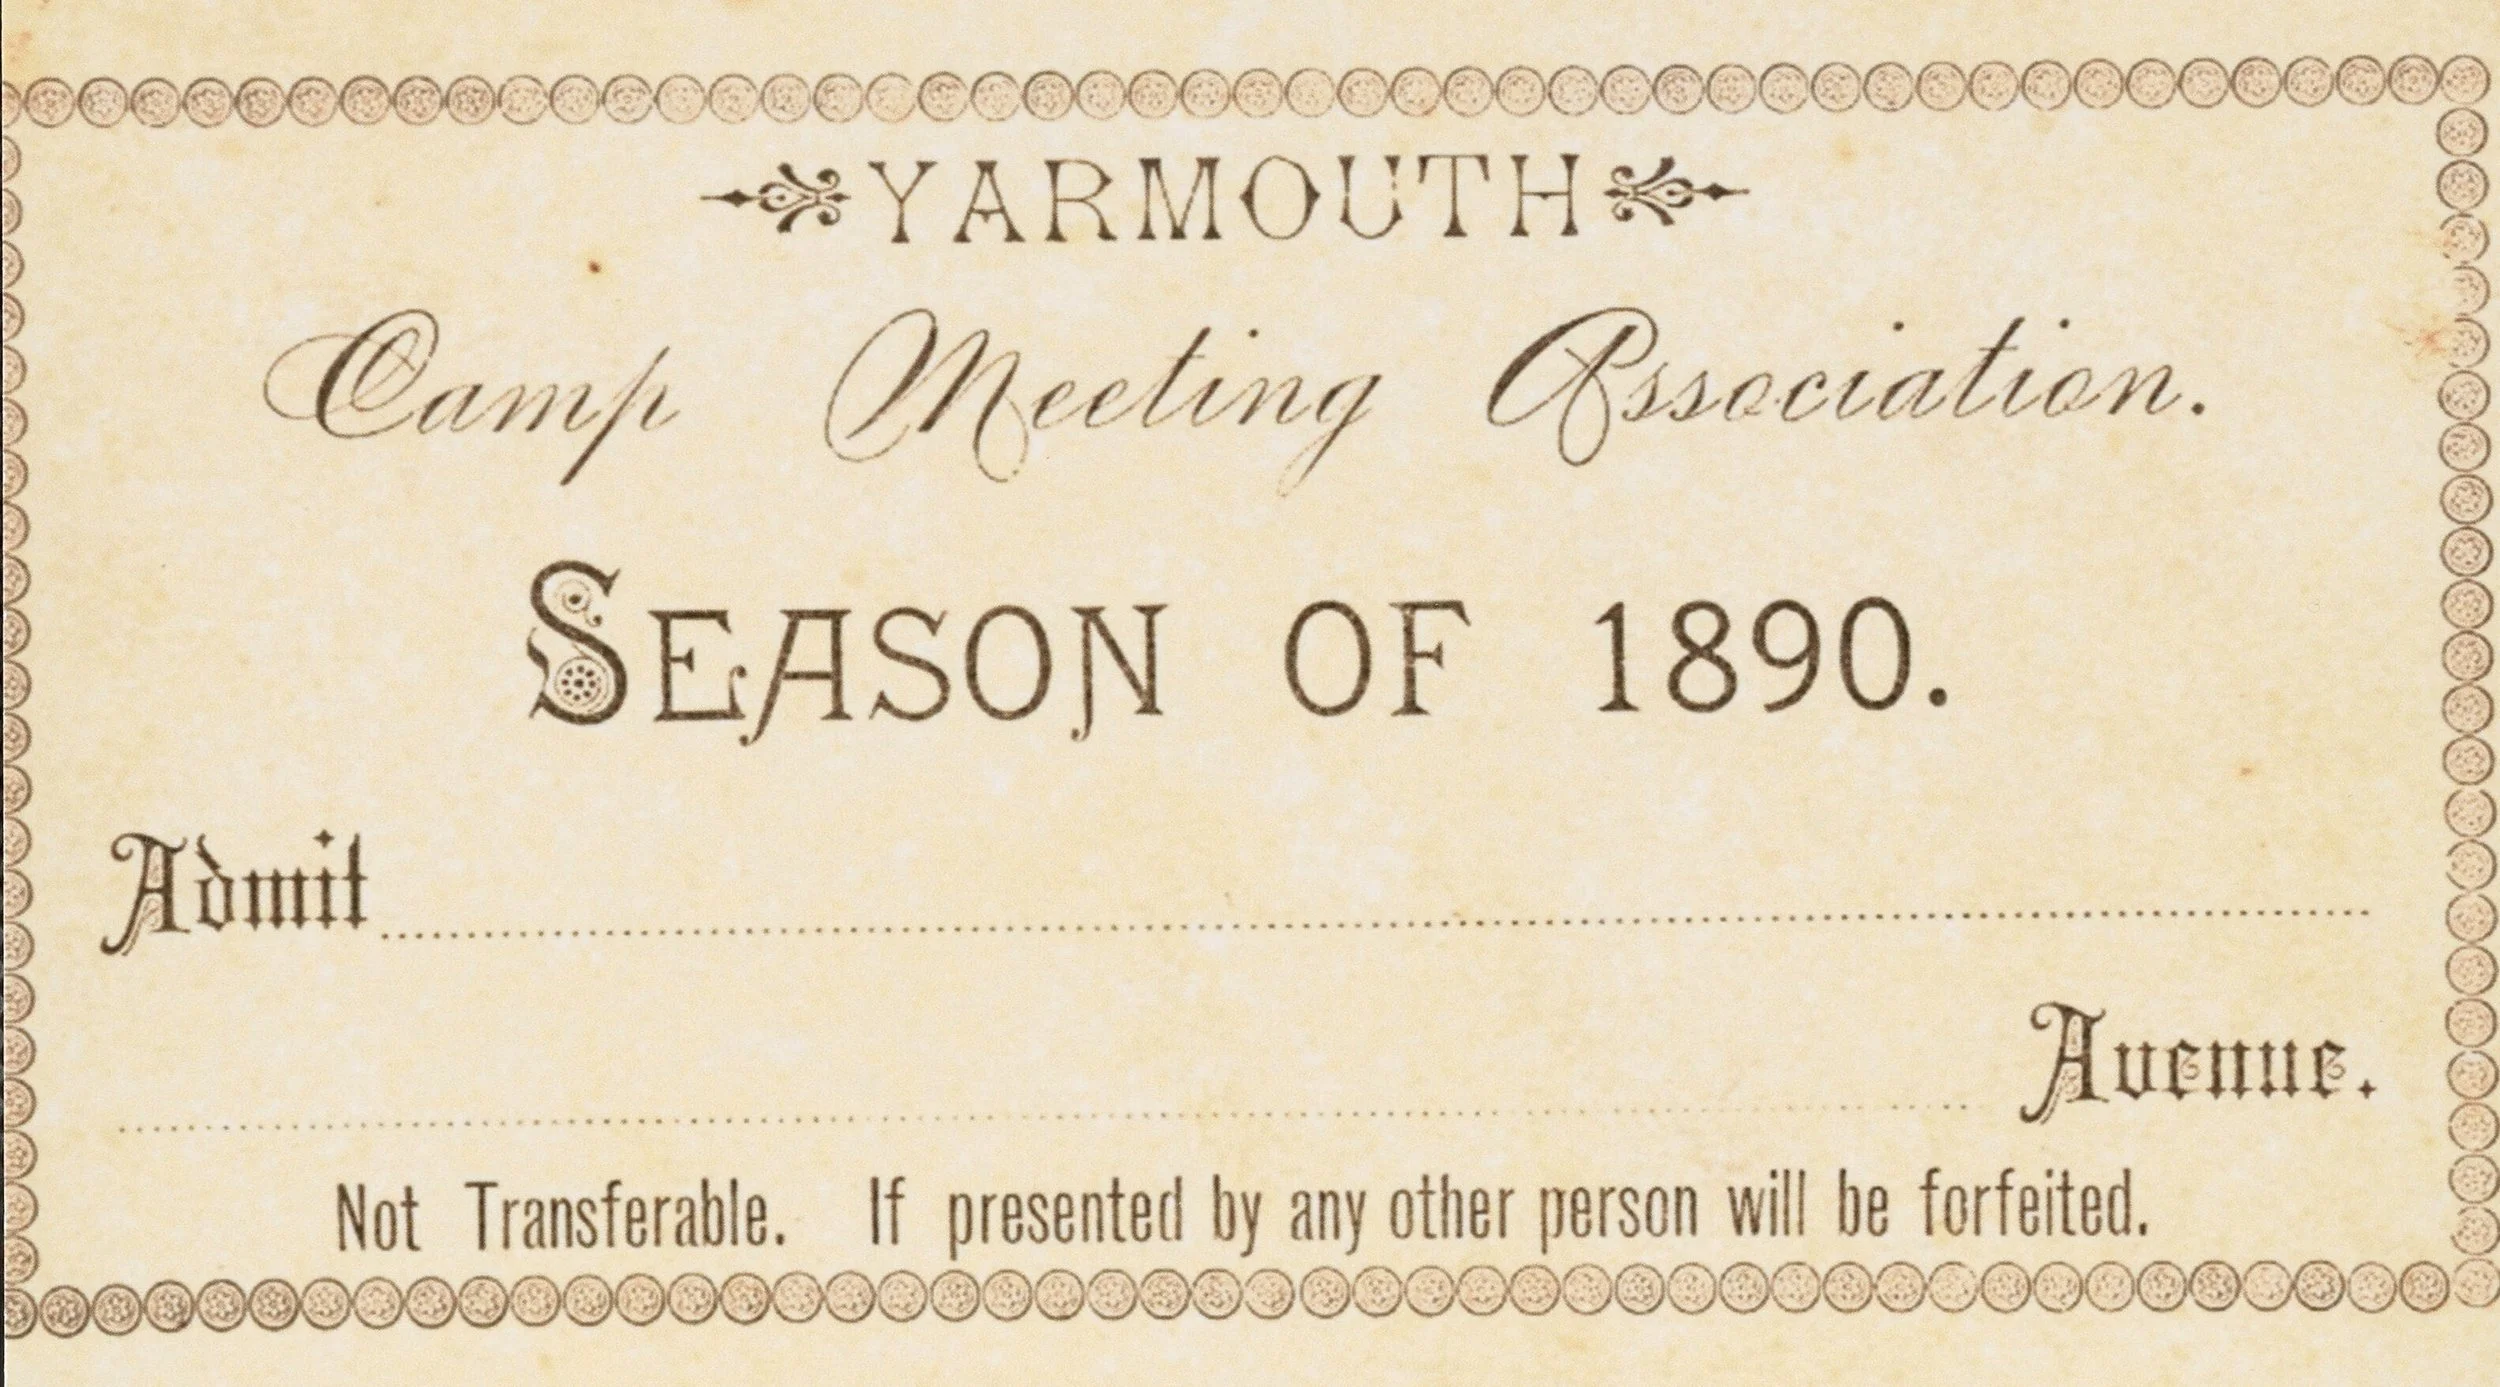 YARMOUTH
Camp Meeting Association.
SEASON OF 1890.
Admit
Avenue.
Not Transferable. If presented by any other person will be forfeited.